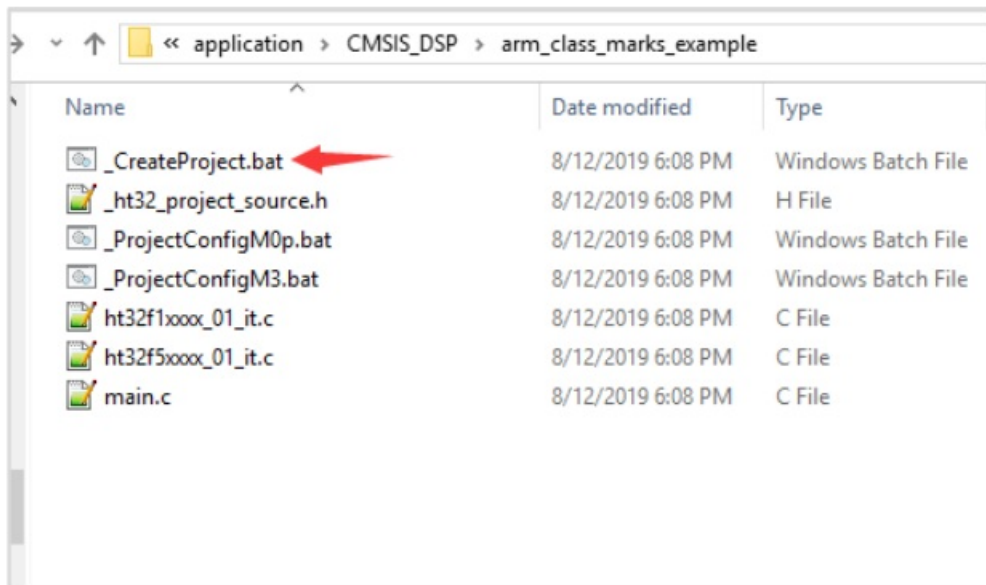 « application > CMSIS_DSP > arm_class_marks_example
Name Date modified Type
_CreateProject.bat 8/12/2019 6:08 PM Windows Batch File
_ht32_project_source.h 8/12/2019 6:08 PM H File
_ProjectConfigM0p.bat 8/12/2019 6:08 PM Windows Batch File
_ProjectConfigM3.bat 8/12/2019 6:08 PM Windows Batch File
ht32f1xxxx_01_it.c 8/12/2019 6:08 PM C File
ht32f5xxxx_01_it.c 8/12/2019 6:08 PM C File
main.c 8/12/2019 6:08 PM C File